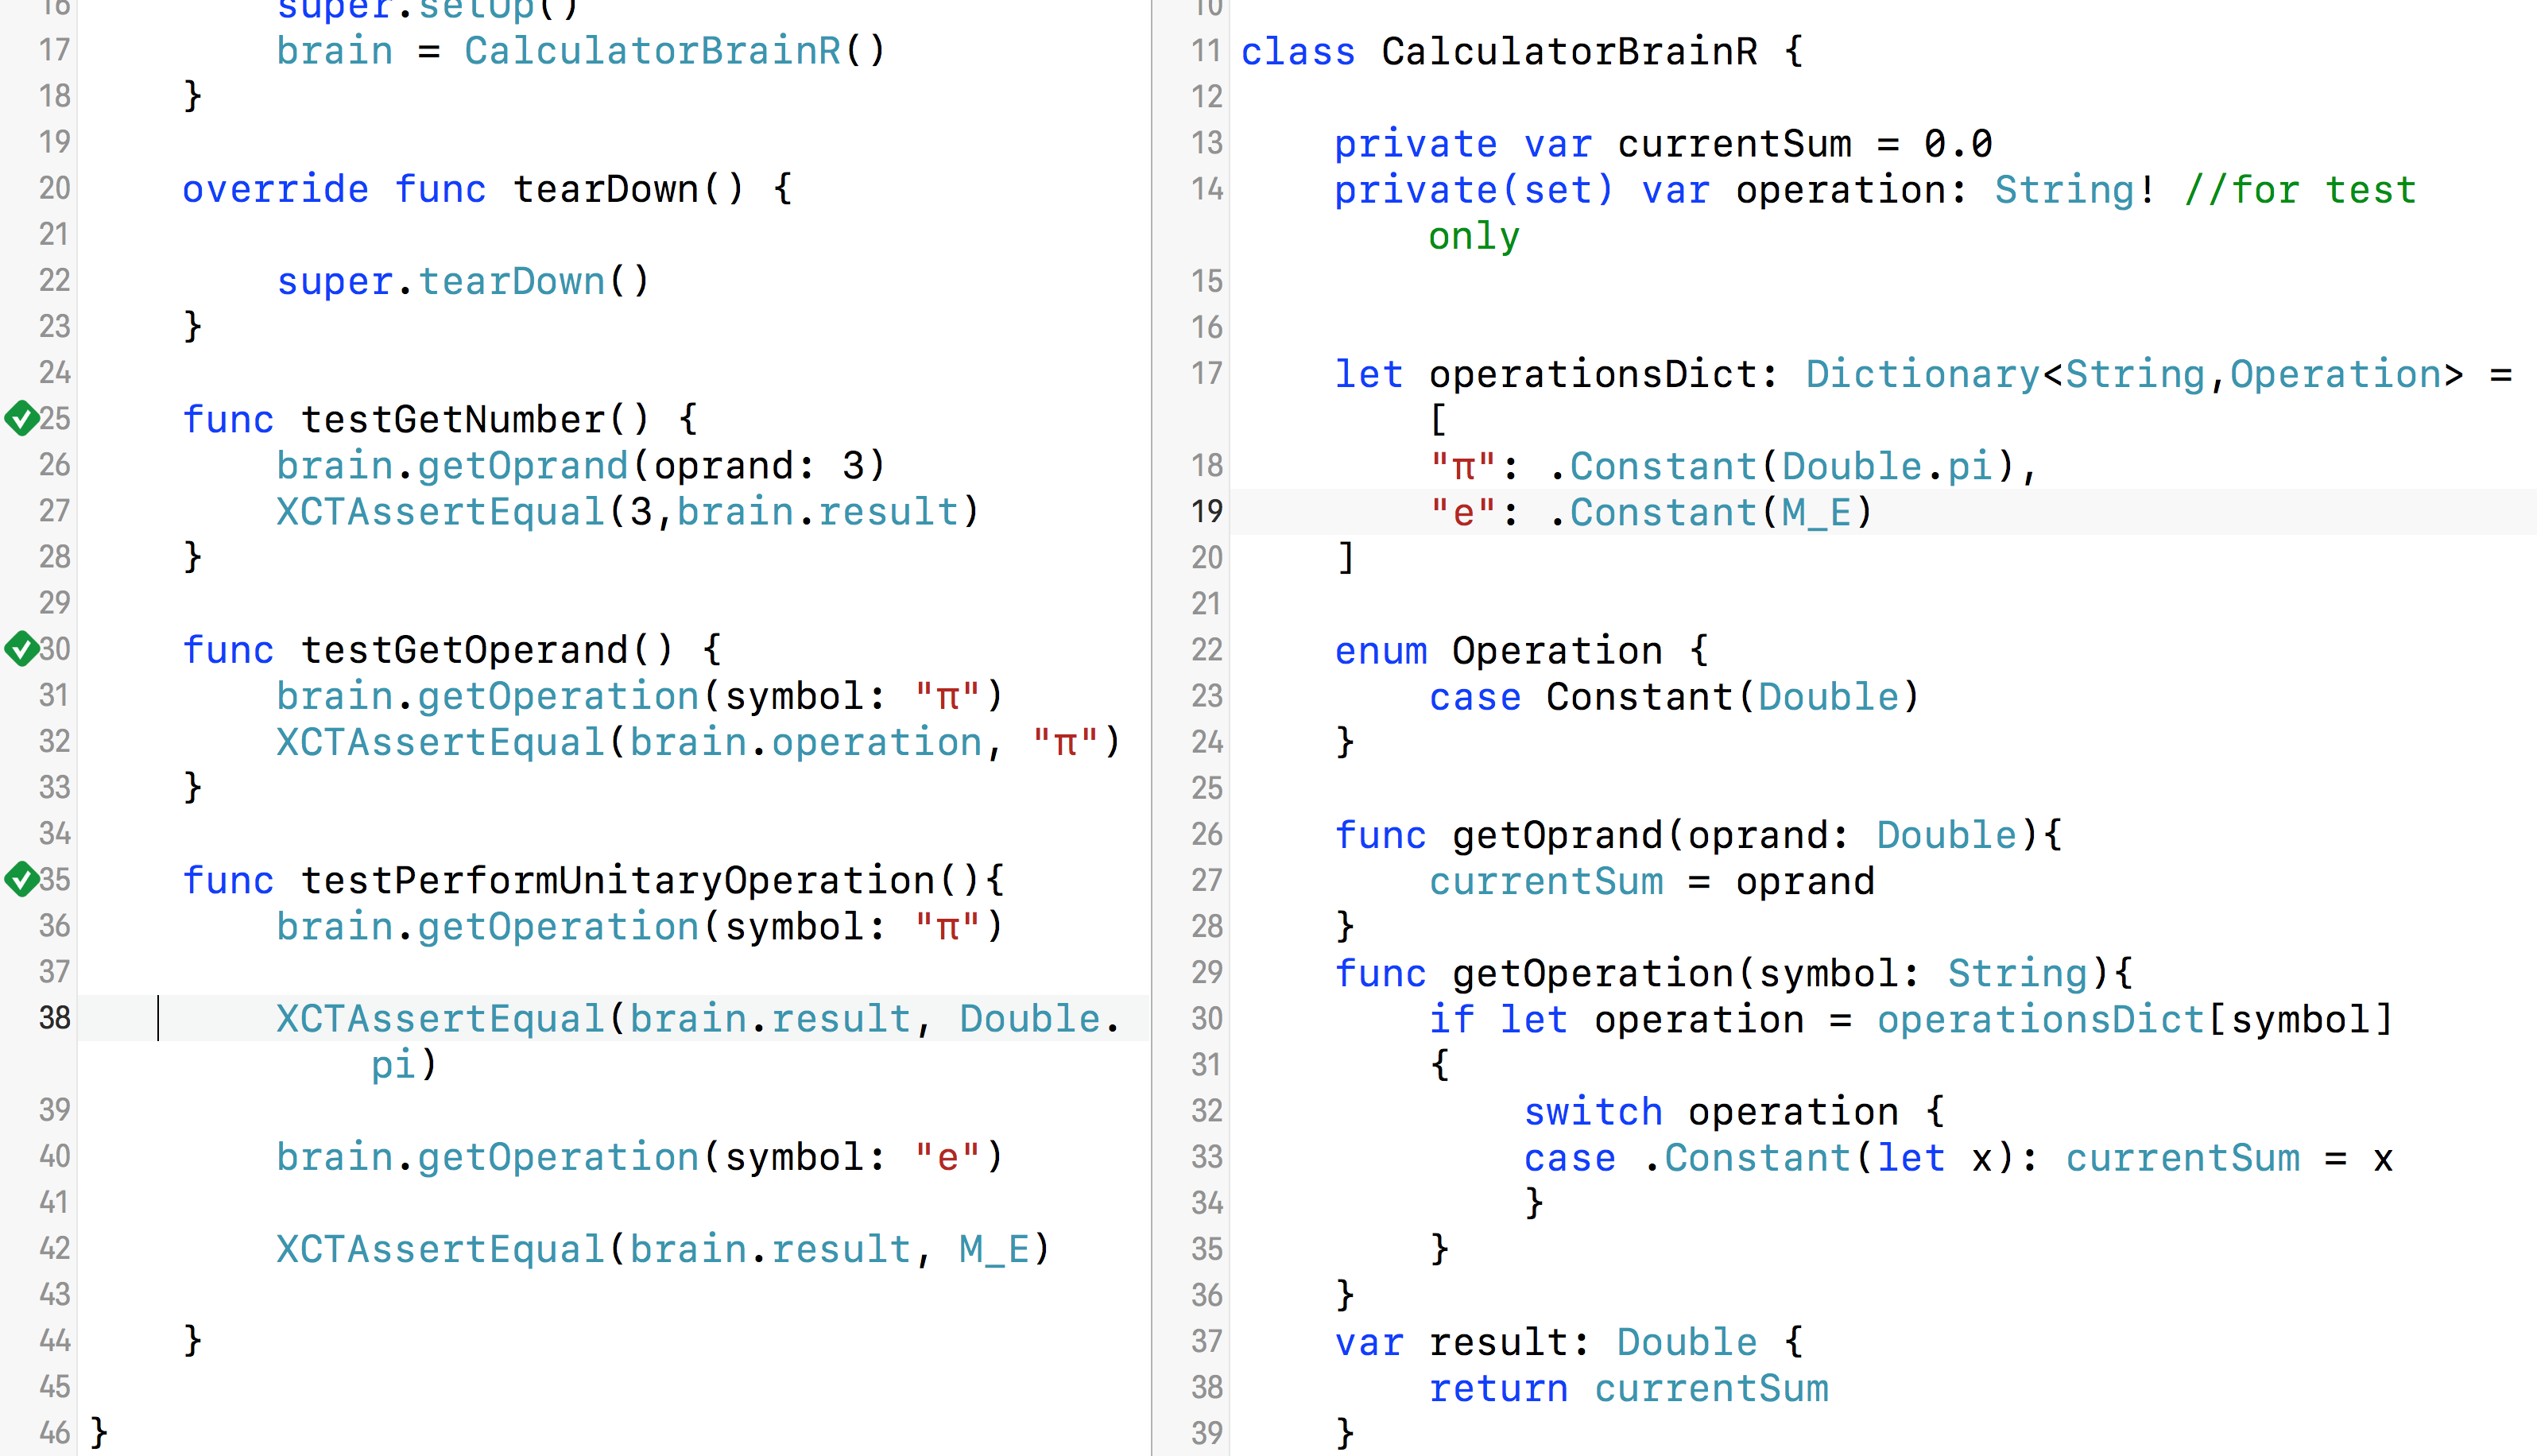 16 super.setUp()
17 brain = CalculatorBrainR()
18 }
19
20 override func tearDown() {
21
22 super.tearDown()
23 }
24
25 func testGetNumber() {
26 brain.getOprand(oprand: 3)
27 XCTAssertEqual(3,brain.result)
28 }
29
30 func testGetOperand() {
31 brain.getOperation(symbol: "π")
32 XCTAssertEqual(brain.operation, "π")
33 }
34
35 func testPerformUnitaryOperation(){
36 brain.getOperation(symbol: "π")
37
38 XCTAssertEqual(brain.result, Double.
pi)
39
40 brain.getOperation(symbol: "e")
41
42 XCTAssertEqual(brain.result, M_E)
43
44 }
45
46 }
10
11 class CalculatorBrainR {
12
13 private var currentSum = 0.0
14 private(set) var operation: String! //for test
only
15
16
17 let operationsDict: Dictionary<String,Operation> =
[
18 "π": .Constant(Double.pi),
19 "e": .Constant(M_E)
20 ]
21
22 enum Operation {
23 case Constant(Double)
24 }
25
26 func getOprand(oprand: Double){
27 currentSum = oprand
28 }
29 func getOperation(symbol: String){
30 if let operation = operationsDict[symbol]
31 {
32 switch operation {
33 case .Constant(let x): currentSum = x
34 }
35 }
36 }
37 var result: Double {
38 return currentSum
39 }